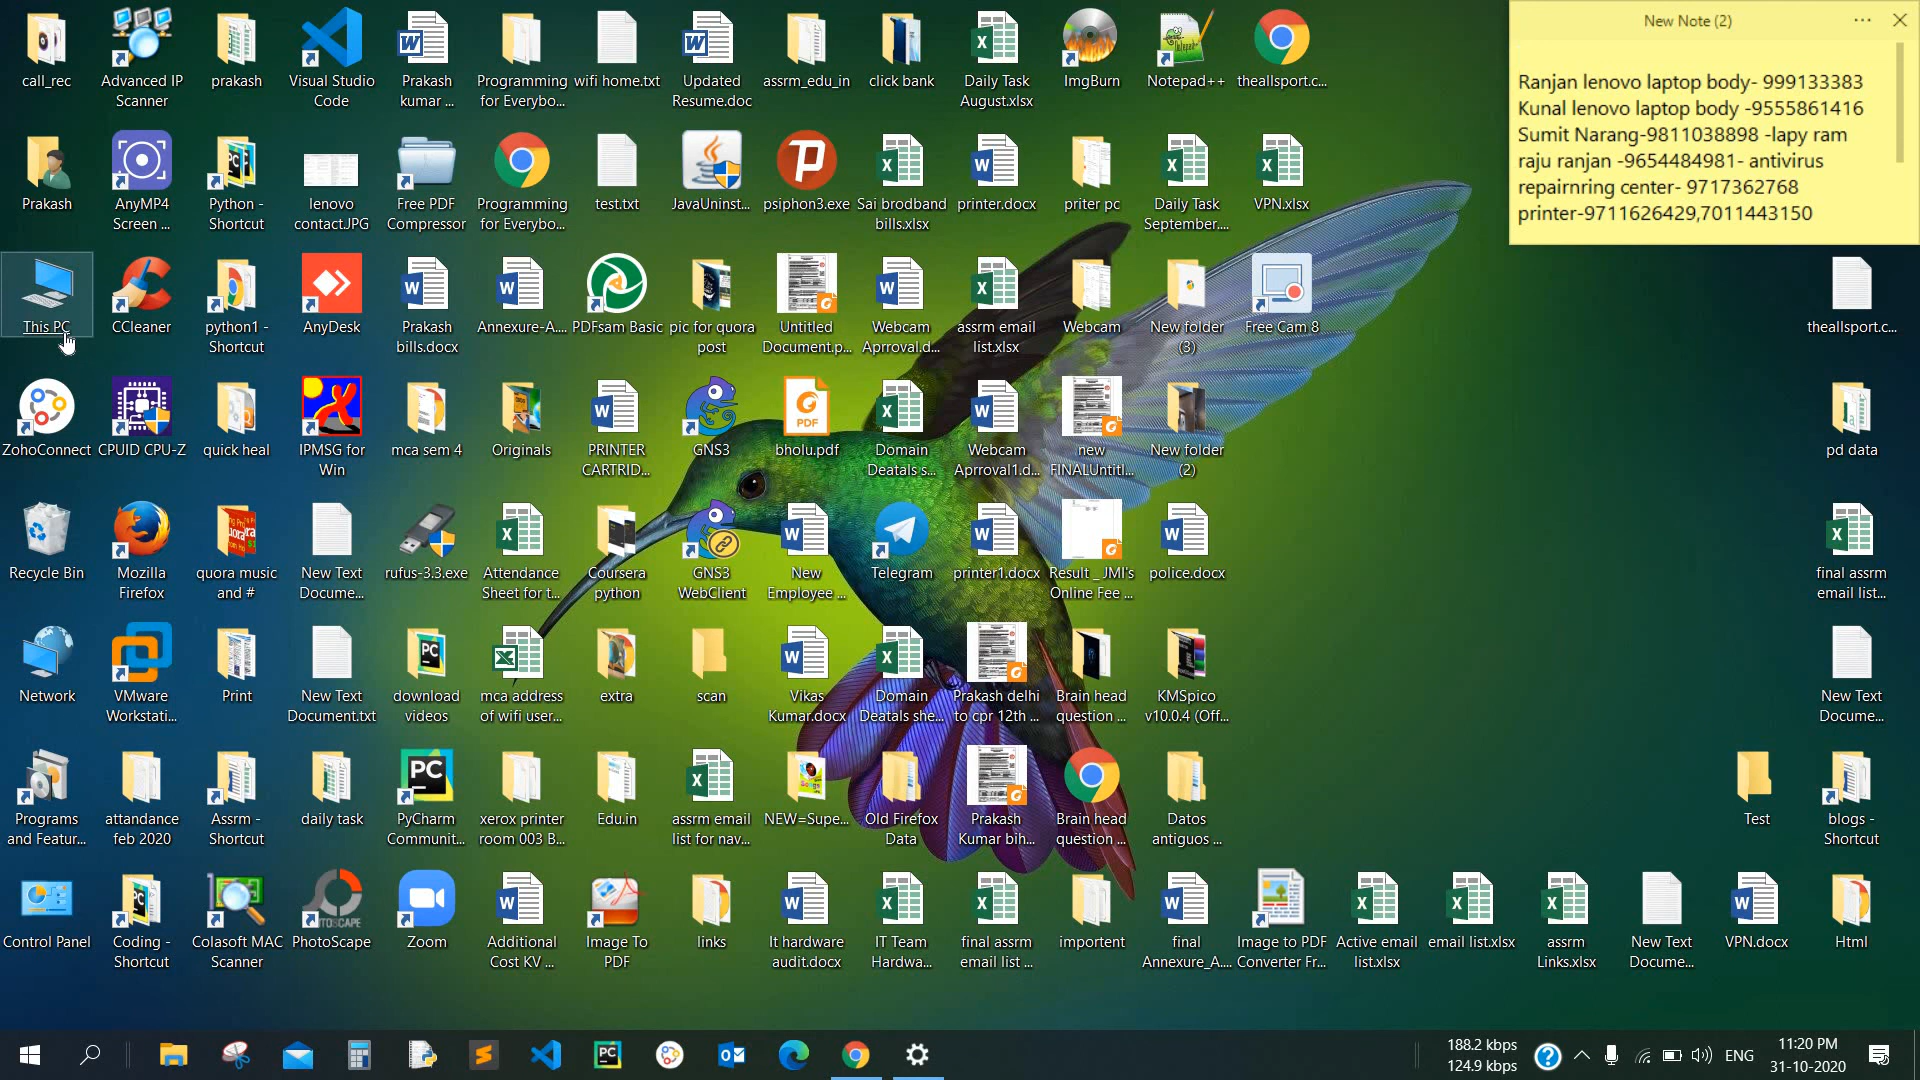 call_rec
Advanced IP
Scanner
prakash
Visual Studio
Code
Prakash
kumar ...
Programming
for Everybo...
wifi home.txt
Updated
Resume.doc
assrm_edu_in
click bank
Daily Task
August.xlsx
ImgBurn
Notepad++
theallsport.c...
New Note (2)
Ranjan lenovo laptop body- 999133383
Kunal lenovo laptop body -9555861416
Sumit Narang-9811038898 -lapy ram
raju ranjan -9654484981- antivirus
repairnring center- 9717362768
printer-9711626429,7011443150
Prakash
AnyMP4
Screen ...
Python -
Shortcut
lenovo
contact.JPG
Free PDF
Compressor
Programming
for Everybo...
test.txt
JavaUninst...
psiphon3.exe
Sai brodband
bills.xlsx
printer.docx
priter pc
Daily Task
September....
VPN.xlsx
This PC
CCleaner
python1 -
Shortcut
AnyDesk
Prakash
bills.docx
Annexure-A....
PDFsam Basic
pic for quora
post
Untitled
Document.p...
Webcam
Aprroval.d...
assrm email
list.xlsx
Webcam
New folder
(3)
Free Cam 8
theallsport.c...
ZohoConnect
CPUID CPU-Z
quick heal
IPMSG for
Win
mca sem 4
Originals
PRINTER
CARTRID...
GNS3
PDF
bholu.pdf
Domain
Deatals s...
Webcam
Aprroval1.d...
new
FINALUntitl...
New folder
(2)
pd data
Recycle Bin
Mozilla
Firefox
quora music
and #
New Text
Docume...
rufus-3.3.exe
Attendance
Sheet for t...
Coursera
python
GNS3
WebClient
New
Employee ...
Telegram
printer1.docx
Result _ JMI's
Online Fee ...
police.docx
final assrm
email list...
Network
VMware
Workstati...
Print
New Text
Document.txt
download
videos
mca address
of wifi user...
extra
scan
Vikas
Kumar.docx
Domain
Deatals she...
Prakash delhi
to cpr 12th ...
Brain head
question ...
KMSpico
v10.0.4 (Off...
New Text
Docume...
Programs
and Featur...
attandance
feb 2020
Assrm -
Shortcut
daily task
PyCharm
Communit...
xerox printer
room 003 B...
Edu.in
assrm email
list for nav...
NEW=Supe...
Old Firefox
Data
Prakash
Kumar bih...
Brain head
question ...
Datos
antiguos ...
Test
blogs -
Shortcut
Control Panel
Coding -
Shortcut
Colasoft MAC
Scanner
PhotoScape
Zoom
Additional
Cost KV ...
Image To
PDF
links
It hardware
audit.docx
IT Team
Hardwa...
final assrm
email list ...
importent
final
Annexure_A....
Image to PDF
Converter Fr...
Active email
list.xlsx
email list.xlsx
assrm
Links.xlsx
New Text
Docume...
VPN.docx
Html
188.2 kbps
124.9 kbps
ENG
11:20 PM
31-10-2020